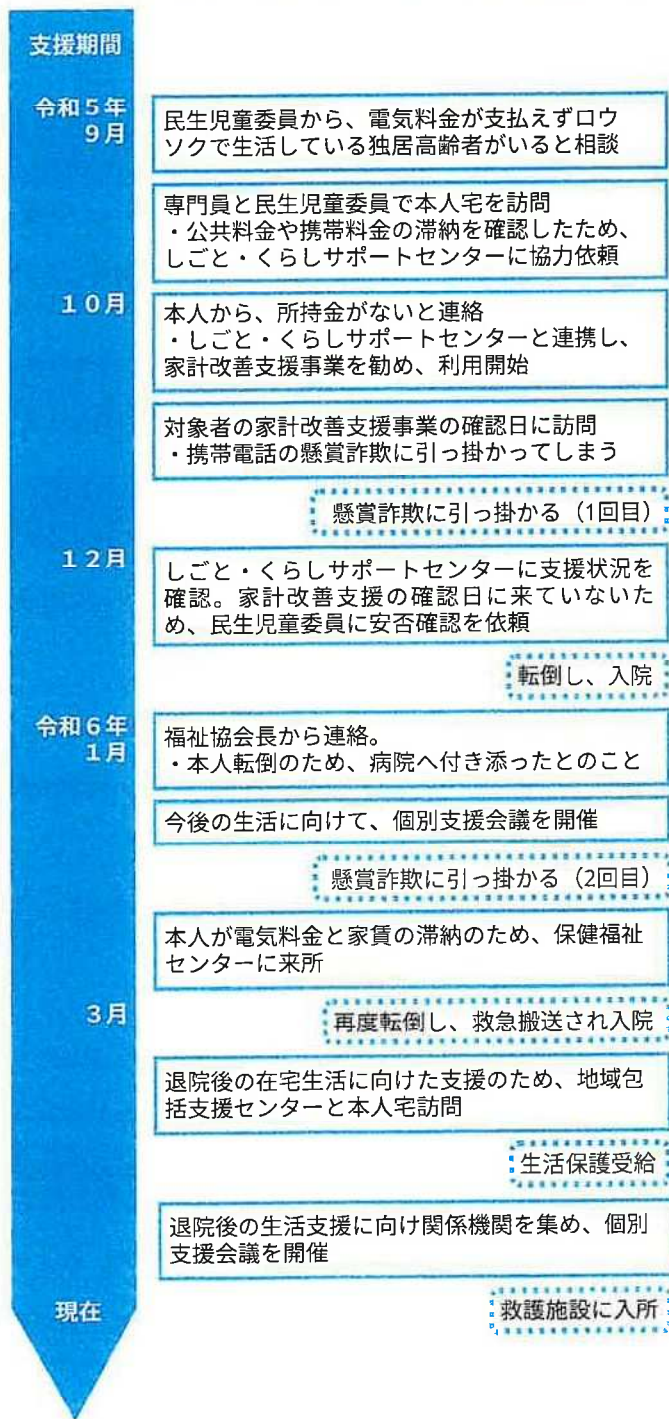 支援期間
令和5年
9月
民生児童委員から、電気料金が支払えずロウ
ソクで生活している独居高齢者がいると相談
専門員と民生児童委員で本人宅を訪問
・公共料金や携帯料金の滞納を確認したため、
しごと・くらしサポートセンターに協力依頼
10月
本人から、所持金がないと連絡
・しごと・くらしサポートセンターと連携し、
家計改善支援事業を勧め、利用開始
対象者の家計改善支援事業の確認日に訪問
・携帯電話の懸賞詐欺に引っ掛かってしまう
懸賞詐欺に引っ掛かる（1回目）
12月
しごと・くらしサポートセンターに支援状況を
確認。家計改善支援の確認日に来ていないた
め、民生児童委員に安否確認を依頼
転倒し、入院
令和6年
1月
福祉協会長から連絡。
・本人転倒のため、病院へ付き添ったとのこと
今後の生活に向けて、個別支援会議を開催
懸賞詐欺に引っ掛かる（2回目）
本人が電気料金と家賃の滞納のため、保健福祉
センターに来所
3月
再度転倒し、救急搬送され入院
退院後の在宅生活に向けた支援のため、地域包
括支援センターと本人宅訪問
生活保護受給
退院後の生活支援に向け関係機関を集め、個別
支援会議を開催
現在
救護施設に入所